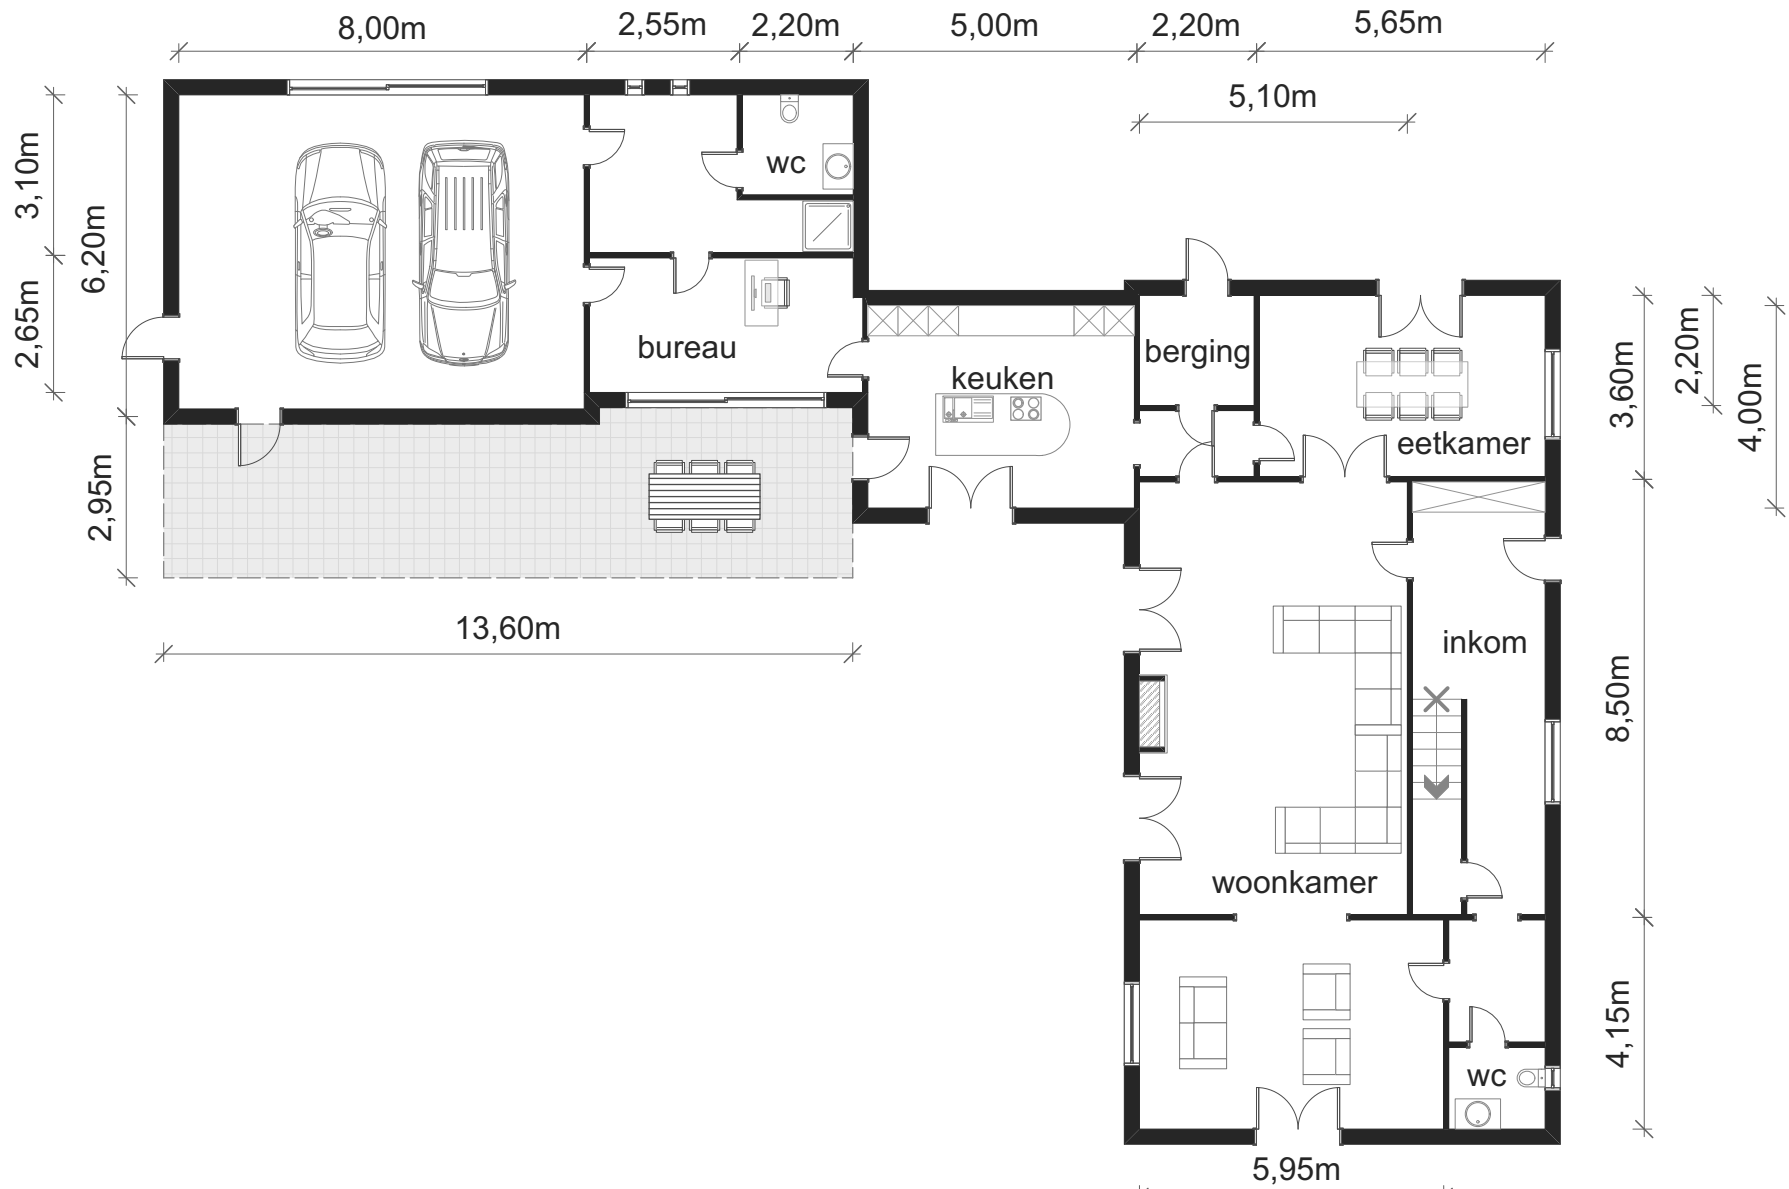 8,00m
2,55m
2,20m
5,00m
2,20m
5,65m
5,10m
3,10m
6,20m
2,65m
2,95m
wc
bureau
keuken
berging
eetkamer
3,60m
2,20m
4,00m
13,60m
inkom
8,50m
woonkamer
4,15m
wc
5,95m